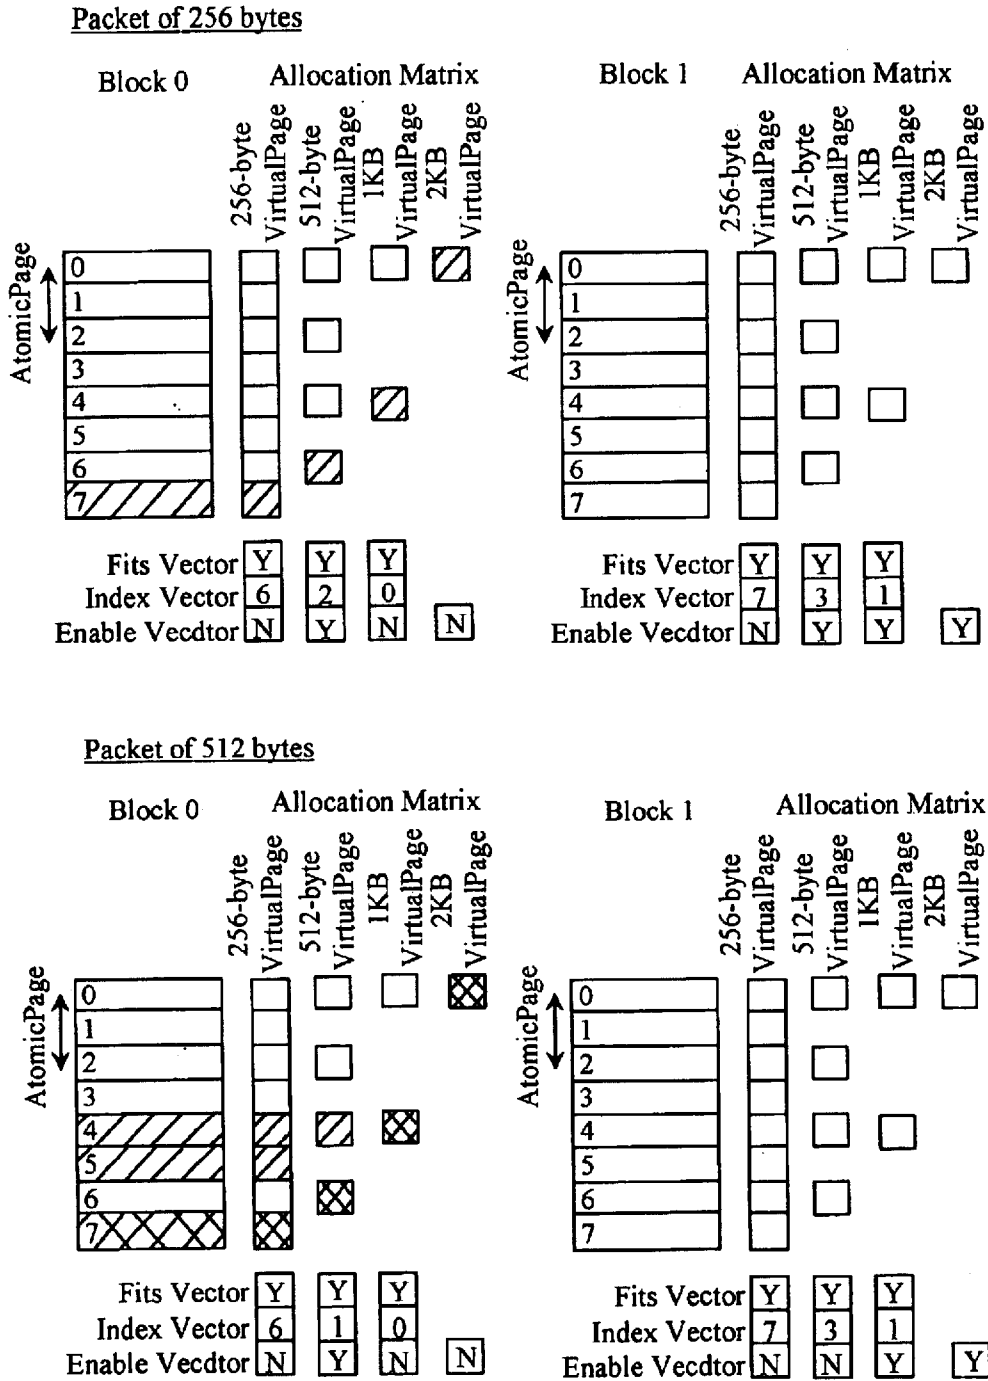 Packet of 256 bytes
Block 0 Allocation Matrix Block 1 Allocation Matrix
256-byte VirtualPage 512-byte VirtualPage 1KB VirtualPage 2KB VirtualPage 256-byte VirtualPage 512-byte VirtualPage 1KB VirtualPage 2KB VirtualPage
AtomicPage AtomicPage
0 0
1 1
2 2
3 3
4 4
5 5
6 6
7 7
Fits Vector Y Y Y Fits Vector Y Y Y
Index Vector 6 2 0 Index Vector 7 3 1
Enable Vecdtor N Y N N Enable Vecdtor N Y Y Y
Packet of 512 bytes
Block 0 Allocation Matrix Block 1 Allocation Matrix
256-byte VirtualPage 512-byte VirtualPage 1KB VirtualPage 2KB VirtualPage 256-byte VirtualPage 512-byte VirtualPage 1KB VirtualPage 2KB VirtualPage
AtomicPage AtomicPage
0 0
1 1
2 2
3 3
4 4
5 5
6 6
7 7
Fits Vector Y Y Y Fits Vector Y Y Y
Index Vector 6 1 0 Index Vector 7 3 1
Enable Vecdtor N Y N N Enable Vecdtor N N Y Y